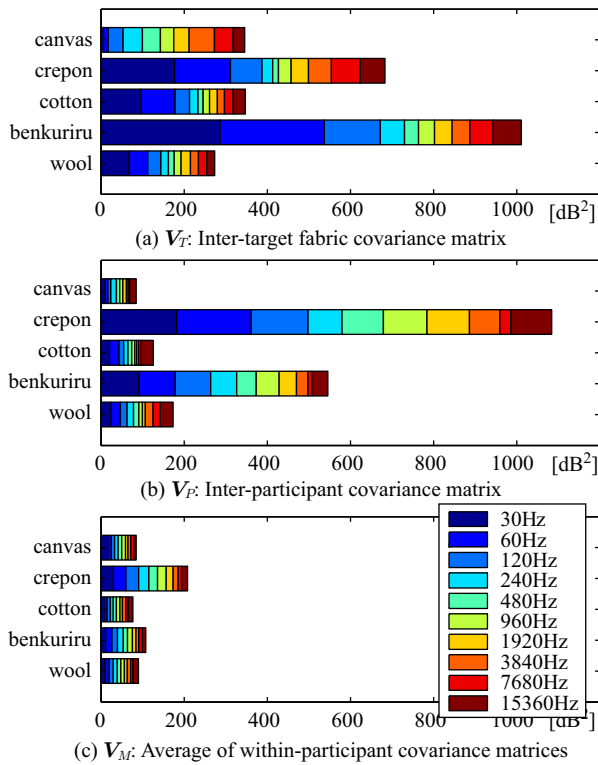 canvas
crepon
cotton
benkuriru
wool
0 200 400 600 800 1000 [dB²]
(a) V_T: Inter-target fabric covariance matrix
canvas
crepon
cotton
benkuriru
wool
0 200 400 600 800 1000 [dB²]
(b) V_P: Inter-participant covariance matrix
canvas
crepon
cotton
benkuriru
wool
30Hz
60Hz
120Hz
240Hz
480Hz
960Hz
1920Hz
3840Hz
7680Hz
15360Hz
0 200 400 600 800 1000 [dB²]
(c) V_M: Average of within-participant covariance matrices